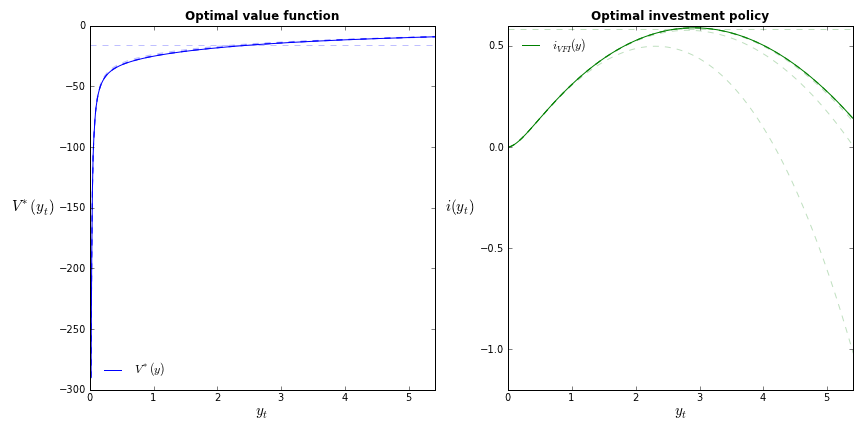 Optimal value function
0
−50
−100
−150
−200
−250
−300
V*(y_t)
V*(y)
0 1 2 3 4 5
y_t
Optimal investment policy
0.5
0.0
−0.5
−1.0
i(y_t)
i_VFI(y)
0 1 2 3 4 5
y_t